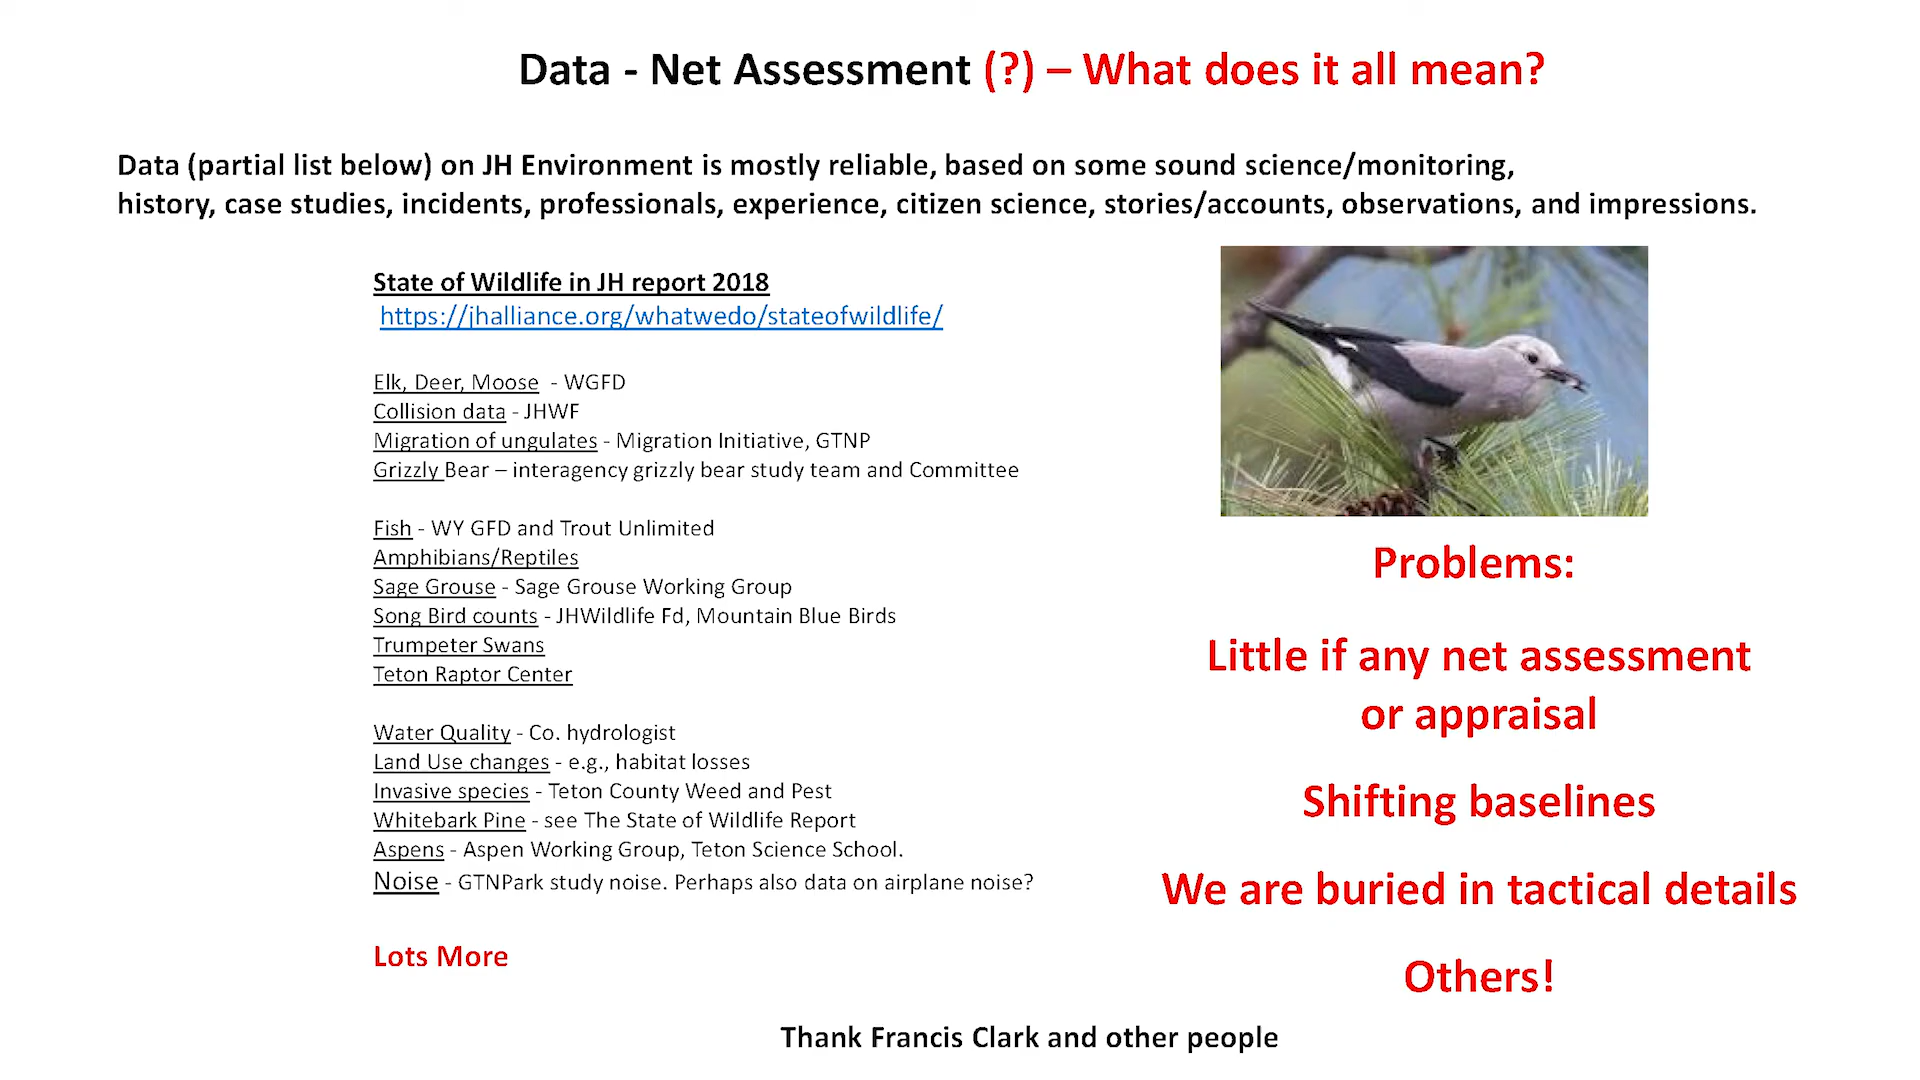 Data - Net Assessment (?) – What does it all mean?
Data (partial list below) on JH Environment is mostly reliable, based on some sound science/monitoring,
history, case studies, incidents, professionals, experience, citizen science, stories/accounts, observations, and impressions.
State of Wildlife in JH report 2018
https://jhalliance.org/whatwedo/stateofwildlife/
Elk, Deer, Moose - WGFD
Collision data - JHWF
Migration of ungulates - Migration Initiative, GTNP
Grizzly Bear – interagency grizzly bear study team and Committee
Fish - WY GFD and Trout Unlimited
Amphibians/Reptiles
Sage Grouse - Sage Grouse Working Group
Song Bird counts - JHWildlife Fd, Mountain Blue Birds
Trumpeter Swans
Teton Raptor Center
Water Quality - Co. hydrologist
Land Use changes - e.g., habitat losses
Invasive species - Teton County Weed and Pest
Whitebark Pine - see The State of Wildlife Report
Aspens - Aspen Working Group, Teton Science School.
Noise - GTNPark study noise. Perhaps also data on airplane noise?
Lots More
Problems:
Little if any net assessment
or appraisal
Shifting baselines
We are buried in tactical details
Others!
Thank Francis Clark and other people